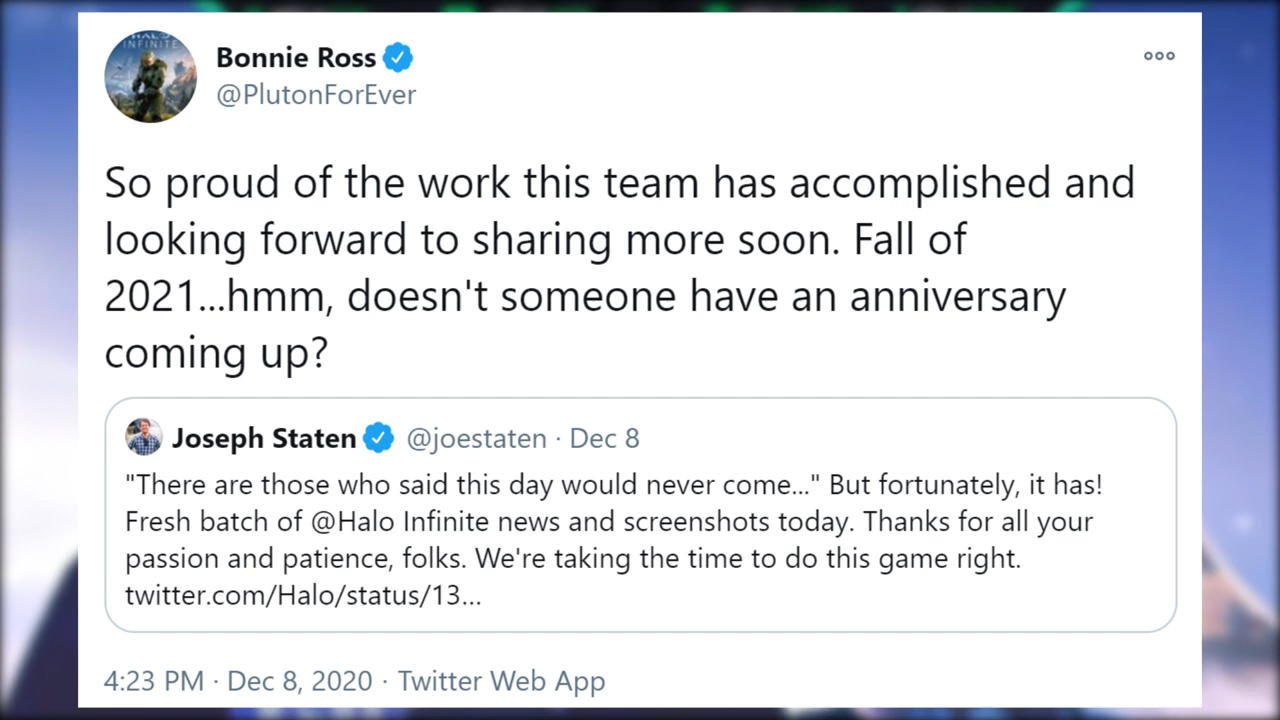 HALO
INFINITE
Bonnie Ross
@PlutonForEver
So proud of the work this team has accomplished and
looking forward to sharing more soon. Fall of
2021...hmm, doesn't someone have an anniversary
coming up?
Joseph Staten @joestaten · Dec 8
"There are those who said this day would never come..." But fortunately, it has!
Fresh batch of @Halo Infinite news and screenshots today. Thanks for all your
passion and patience, folks. We're taking the time to do this game right.
twitter.com/Halo/status/13...
4:23 PM · Dec 8, 2020 · Twitter Web App